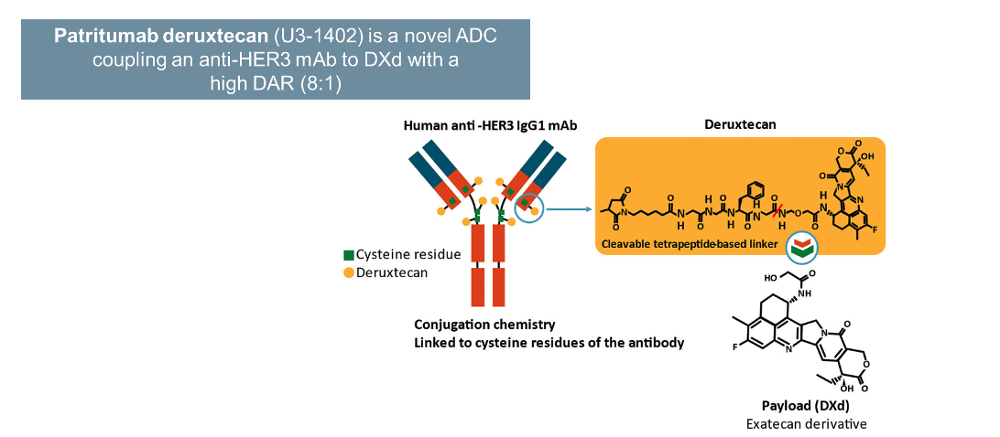 Patritumab deruxtecan (U3-1402) is a novel ADC
coupling an anti-HER3 mAb to DXd with a
high DAR (8:1)
Human anti -HER3 IgG1 mAb
Deruxtecan
Cleavable tetrapeptide-based linker
Cysteine residue
Deruxtecan
Conjugation chemistry
Linked to cysteine residues of the antibody
Payload (DXd)
Exatecan derivative